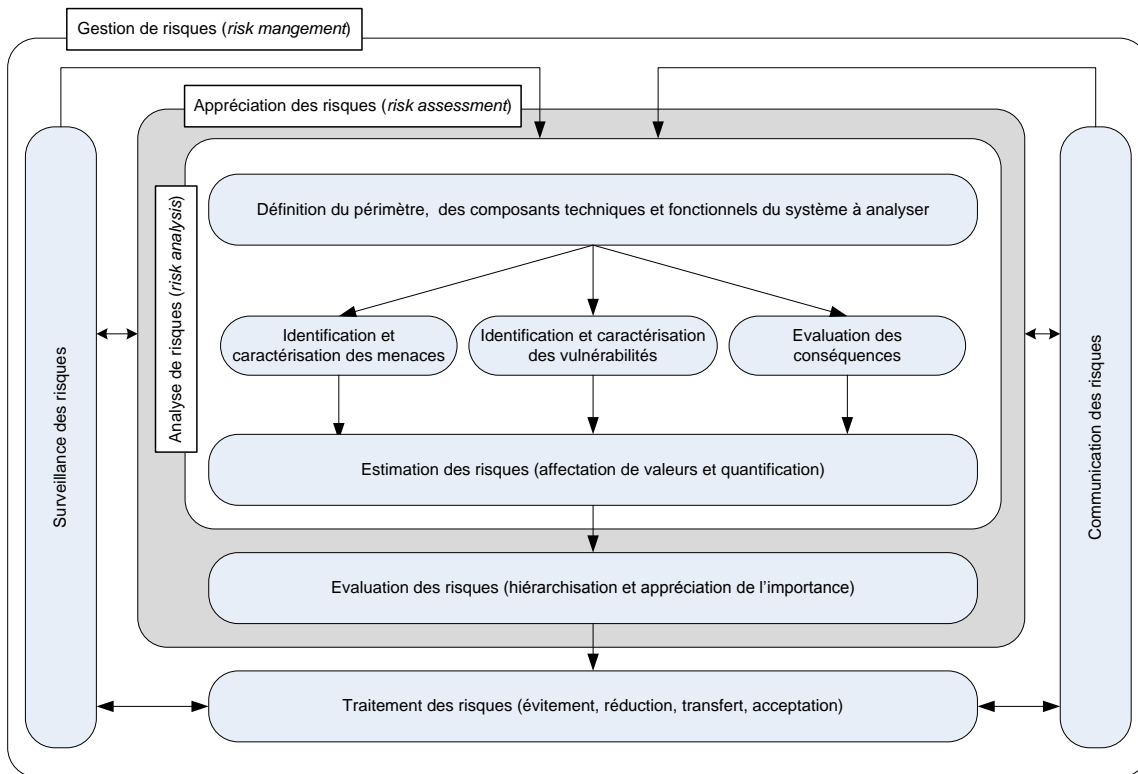 Gestion de risques (risk mangement)
Appréciation des risques (risk assessment)
Analyse de risques (risk analysis)
Surveillance des risques
Définition du périmètre, des composants techniques et fonctionnels du système à analyser
Identification et
caractérisation des menaces
Identification et caractérisation
des vulnérabilités
Evaluation des
conséquences
Estimation des risques (affectation de valeurs et quantification)
Evaluation des risques (hiérarchisation et appréciation de l'importance)
Traitement des risques (évitement, réduction, transfert, acceptation)
Communication des risques